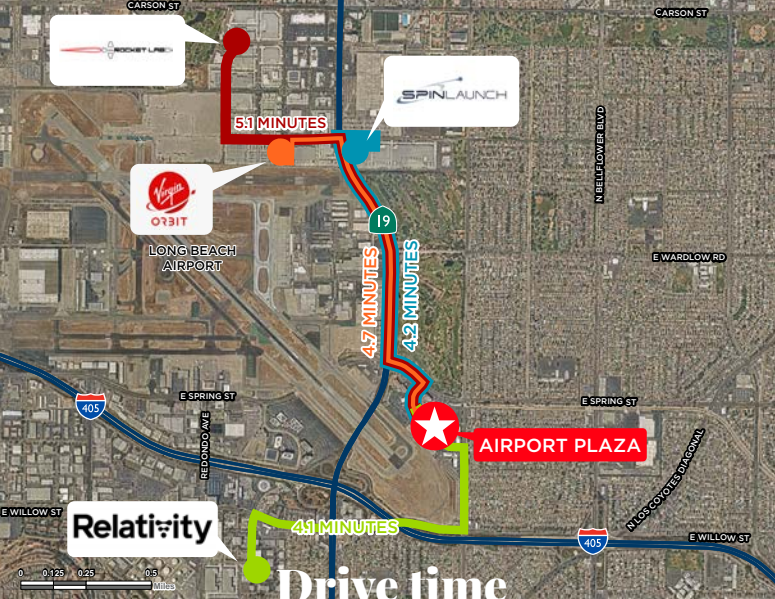 CARSON ST
CARSON ST
ROCKET LAB
SPINLAUNCH
5.1 MINUTES
N BELLFLOWER BLVD
Virgin
ORBIT
19
LONG BEACH
AIRPORT
4.7 MINUTES
4.2 MINUTES
E WARDLOW RD
E SPRING ST
E SPRING ST
405
REDONDO AVE
AIRPORT PLAZA
N LOS COYOTES DIAGONAL
E WILLOW ST
Relativity
4.1 MINUTES
E WILLOW ST
405
0 0.125 0.25 0.5
Miles
Drive time